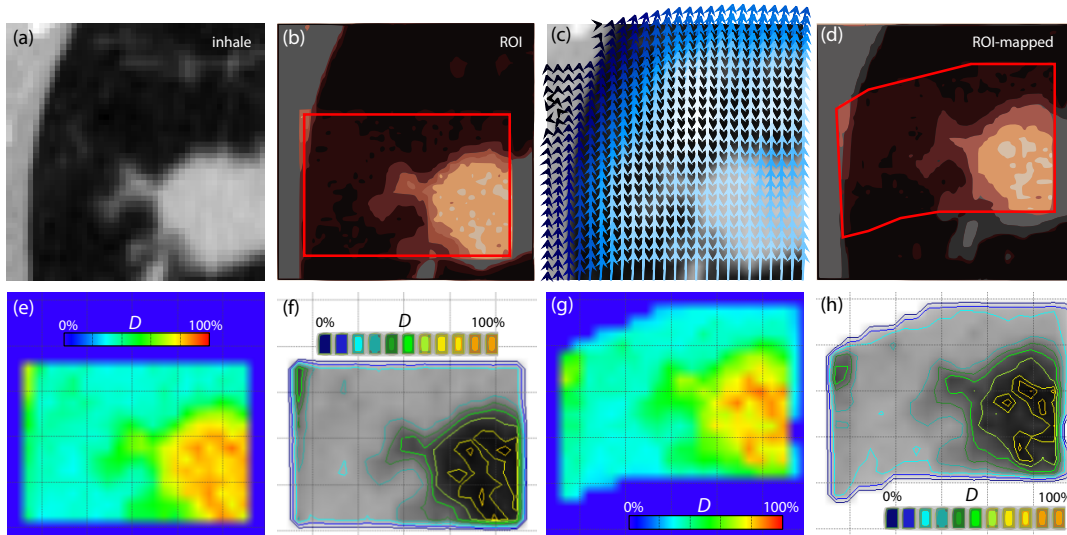 (a) inhale
(b) ROI
(c)
(d) ROI-mapped
(e)
0% D 100%
(f)
0% D 100%
(g)
0% D 100%
(h)
0% D 100%